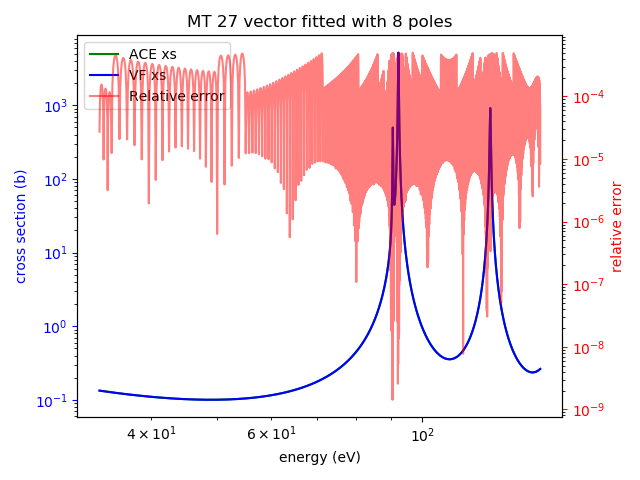 MT 27 vector fitted with 8 poles
ACE xs
VF xs
Relative error
10³
10²
10¹
10⁰
10⁻¹
cross section (b)
10⁻⁴
10⁻⁵
10⁻⁶
10⁻⁷
10⁻⁸
10⁻⁹
relative error
4 × 10¹
6 × 10¹
10²
energy (eV)